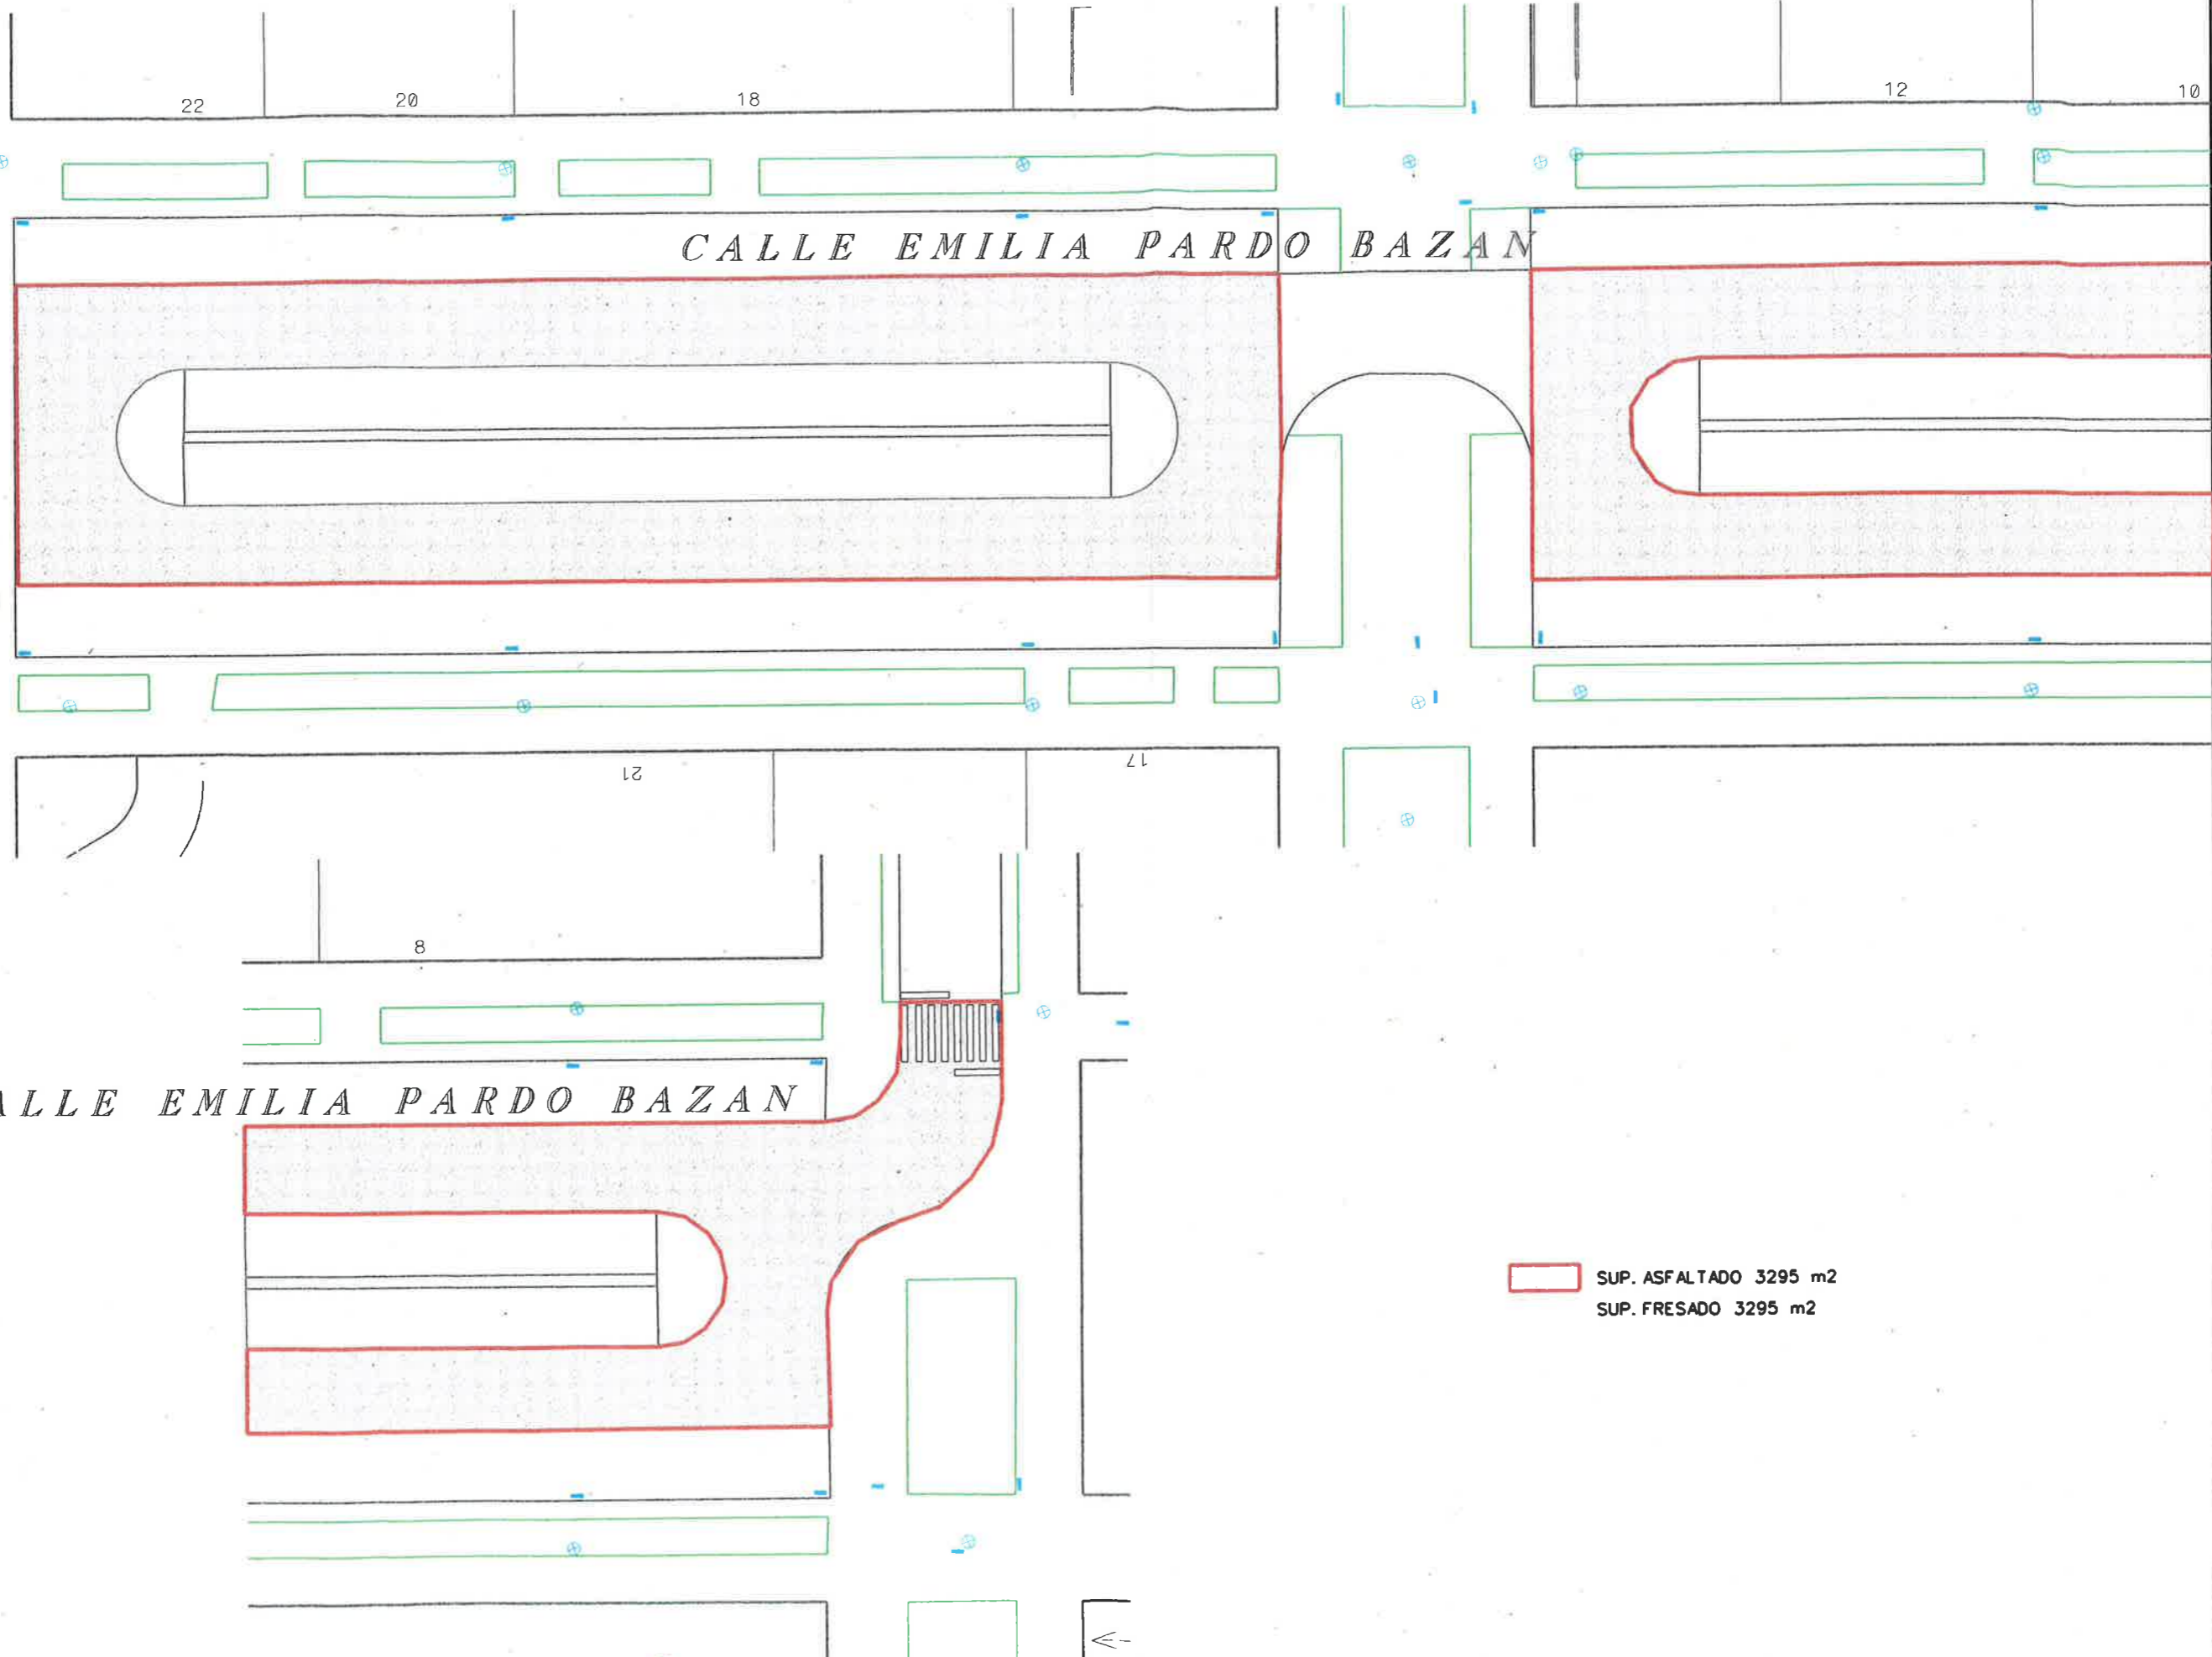 22 20 18 12 10
CALLE EMILIA PARDO BAZAN
21 17
8
ALLE EMILIA PARDO BAZAN
SUP. ASFALTADO 3295 m2
SUP. FRESADO 3295 m2